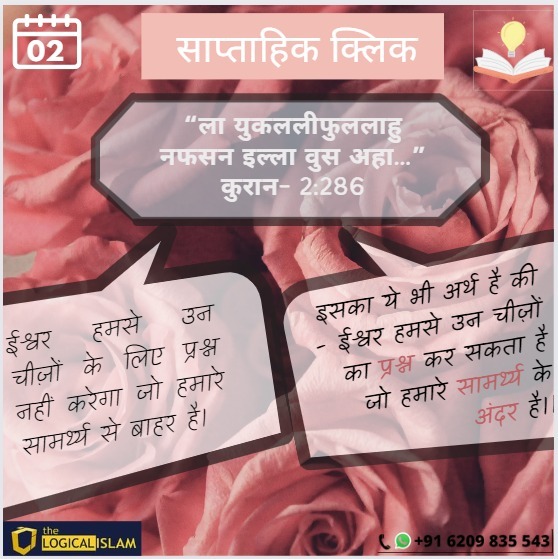 02
साप्ताहिक क्लिक
“ला युकललीफुललाहु
नफसन इल्ला वुस अहा...”
कुरान- 2:286
ईश्वर हमसे उन
चीज़ों के लिए प्रश्न
नहीं करेगा जो हमारे
सामर्थ्य से बाहर है।
इसका ये भी अर्थ है की
- ईश्वर हमसे उन चीज़ों
का प्रश्न कर सकता है
जो हमारे सामर्थ्य के
अंदर है।।
the
LOGICAL ISLAM
+91 6209 835 543